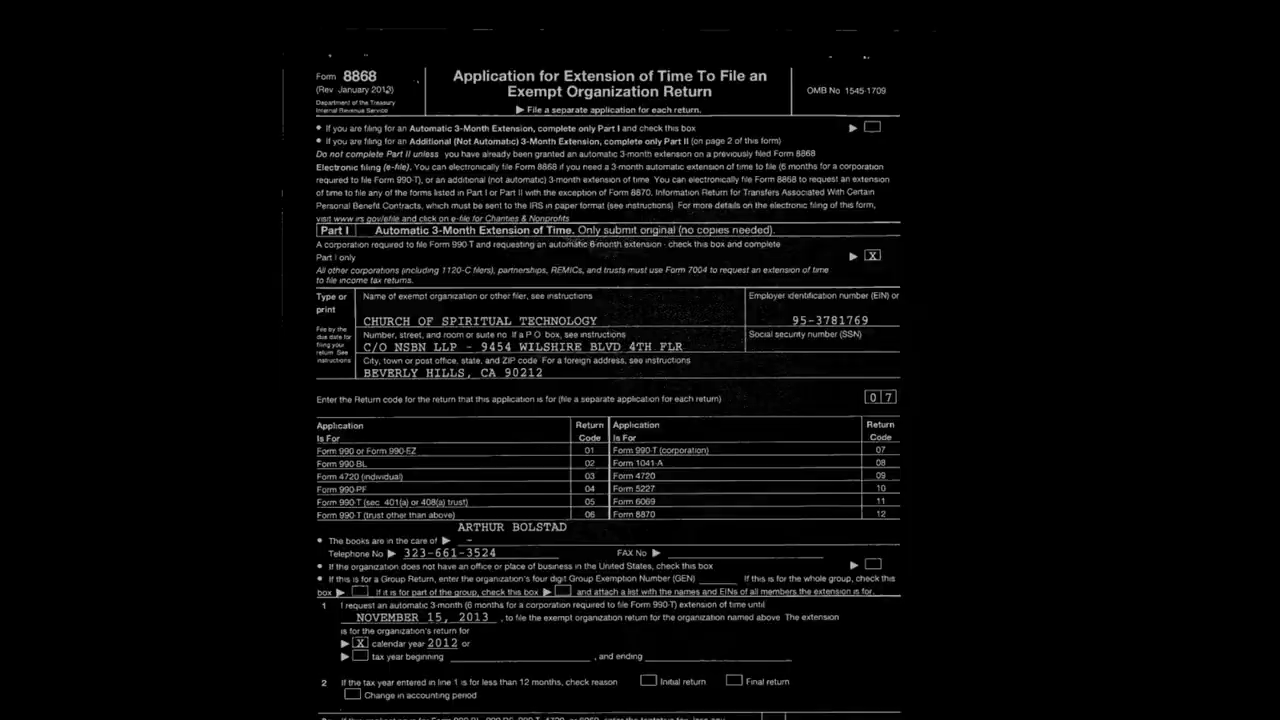 Form 8868
(Rev January 2013)
Department of the Treasury
Internal Revenue Service
Application for Extension of Time To File an
Exempt Organization Return
▶ File a separate application for each return.
OMB No 1545-1709
• If you are filing for an Automatic 3-Month Extension, complete only Part I and check this box ▶
• If you are filing for an Additional (Not Automatic) 3-Month Extension, complete only Part II (on page 2 of this form)
Do not complete Part II unless you have already been granted an automatic 3-month extension on a previously filed Form 8868
Electronic filing (e-file). You can electronically file Form 8868 if you need a 3-month automatic extension of time to file (6 months for a corporation
required to file Form 990-T), or an additional (not automatic) 3-month extension of time You can electronically file Form 8868 to request an extension
of time to file any of the forms listed in Part I or Part II with the exception of Form 8870, Information Return for Transfers Associated With Certain
Personal Benefit Contracts, which must be sent to the IRS in paper format (see instructions) For more details on the electronic filing of this form,
visit www irs gov/efile and click on e-file for Charities & Nonprofits
Part I Automatic 3-Month Extension of Time. Only submit original (no copies needed).
A corporation required to file Form 990 T and requesting an automatic 6-month extension - check this box and complete
Part I only ▶ X
All other corporations (including 1120-C filers), partnerships, REMICs, and trusts must use Form 7004 to request an extension of time
to file income tax returns.
Type or
print
File by the
due date for
filing your
return See
instructions
Name of exempt organization or other filer, see instructions
CHURCH OF SPIRITUAL TECHNOLOGY
Employer identification number (EIN) or
95-3781769
Number, street, and room or suite no If a P O box, see instructions
C/O NSBN LLP - 9454 WILSHIRE BLVD 4TH FLR
Social security number (SSN)
City, town or post office, state, and ZIP code For a foreign address, see instructions
BEVERLY HILLS, CA 90212
Enter the Return code for the return that this application is for (file a separate application for each return) 0 7
Application Return Application Return
Is For Code Is For Code
Form 990 or Form 990-EZ 01 Form 990-T (corporation) 07
Form 990-BL 02 Form 1041-A 08
Form 4720 (individual) 03 Form 4720 09
Form 990-PF 04 Form 5227 10
Form 990-T (sec 401(a) or 408(a) trust) 05 Form 6069 11
Form 990-T (trust other than above) 06 Form 8870 12
ARTHUR BOLSTAD
• The books are in the care of ▶ -
Telephone No ▶ 323-661-3524 FAX No ▶
• If the organization does not have an office or place of business in the United States, check this box ▶
• If this is for a Group Return, enter the organization's four digit Group Exemption Number (GEN) If this is for the whole group, check this
box ▶ If it is for part of the group, check this box ▶ and attach a list with the names and EINs of all members the extension is for.
1 I request an automatic 3-month (6 months for a corporation required to file Form 990-T) extension of time until
NOVEMBER 15, 2013 , to file the exempt organization return for the organization named above The extension
is for the organization's return for
▶ X calendar year 2012 or
▶ tax year beginning , and ending
2 If the tax year entered in line 1 is for less than 12 months, check reason Initial return Final return
Change in accounting period